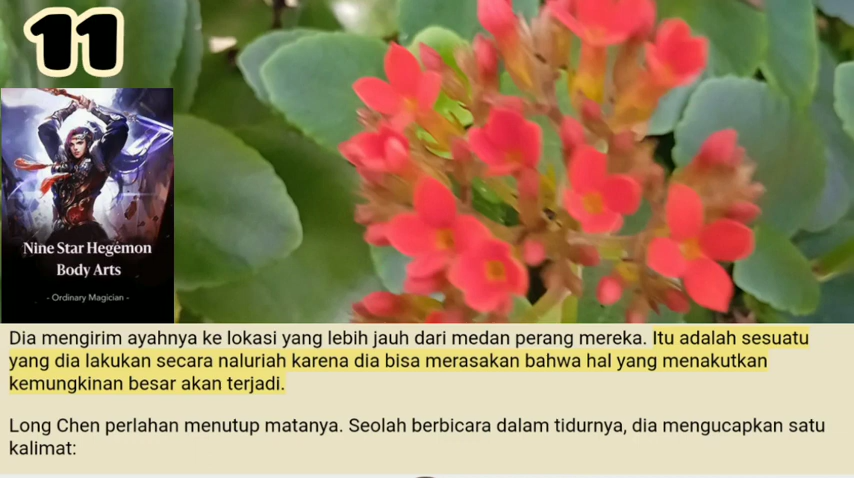 11
Nine Star Hegemon
Body Arts
- Ordinary Magician -
Dia mengirim ayahnya ke lokasi yang lebih jauh dari medan perang mereka. Itu adalah sesuatu
yang dia lakukan secara naluriah karena dia bisa merasakan bahwa hal yang menakutkan
kemungkinan besar akan terjadi.
Long Chen perlahan menutup matanya. Seolah berbicara dalam tidurnya, dia mengucapkan satu
kalimat: